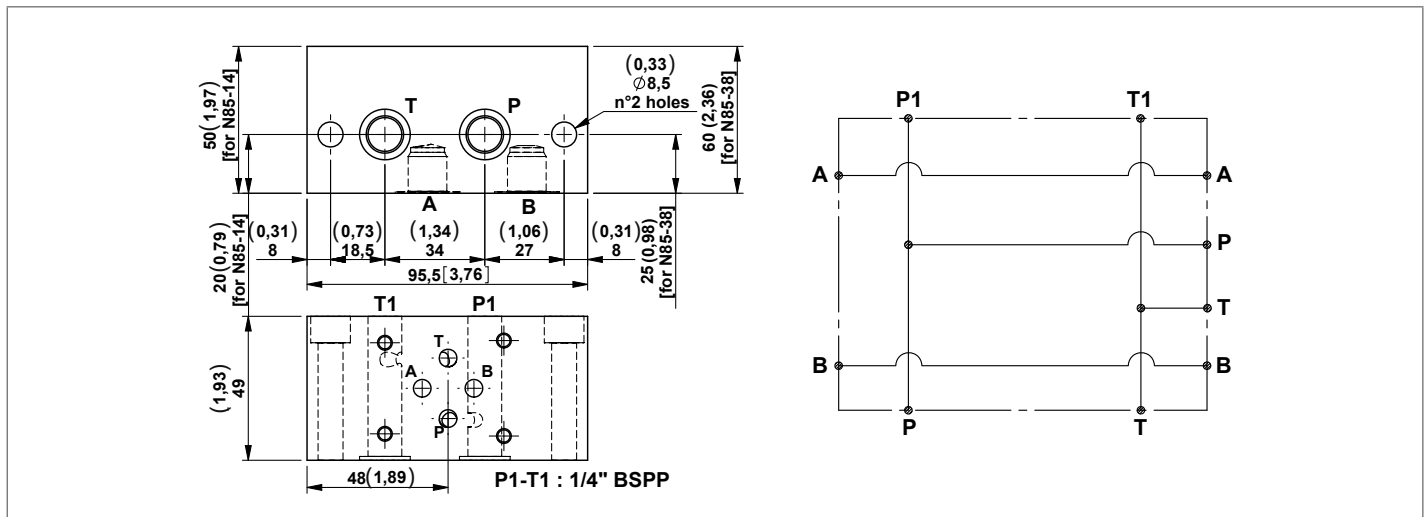 50(1,97)
[for N85-14]
T
P
(0,33)
Ø8,5
n°2 holes
60 (2,36)
[for N85-38]
A
B
20(0,79)
[for N85-14]
(0,31)
8
(0,73)
18,5
(1,34)
34
(1,06)
27
(0,31)
8
25 (0,98)
[for N85-38]
95,5[3,76]
T1
P1
T
A
B
P
(1,93)
49
48(1,89)
P1-T1 : 1/4" BSPP
P1
T1
A
A
P
T
B
B
P
T